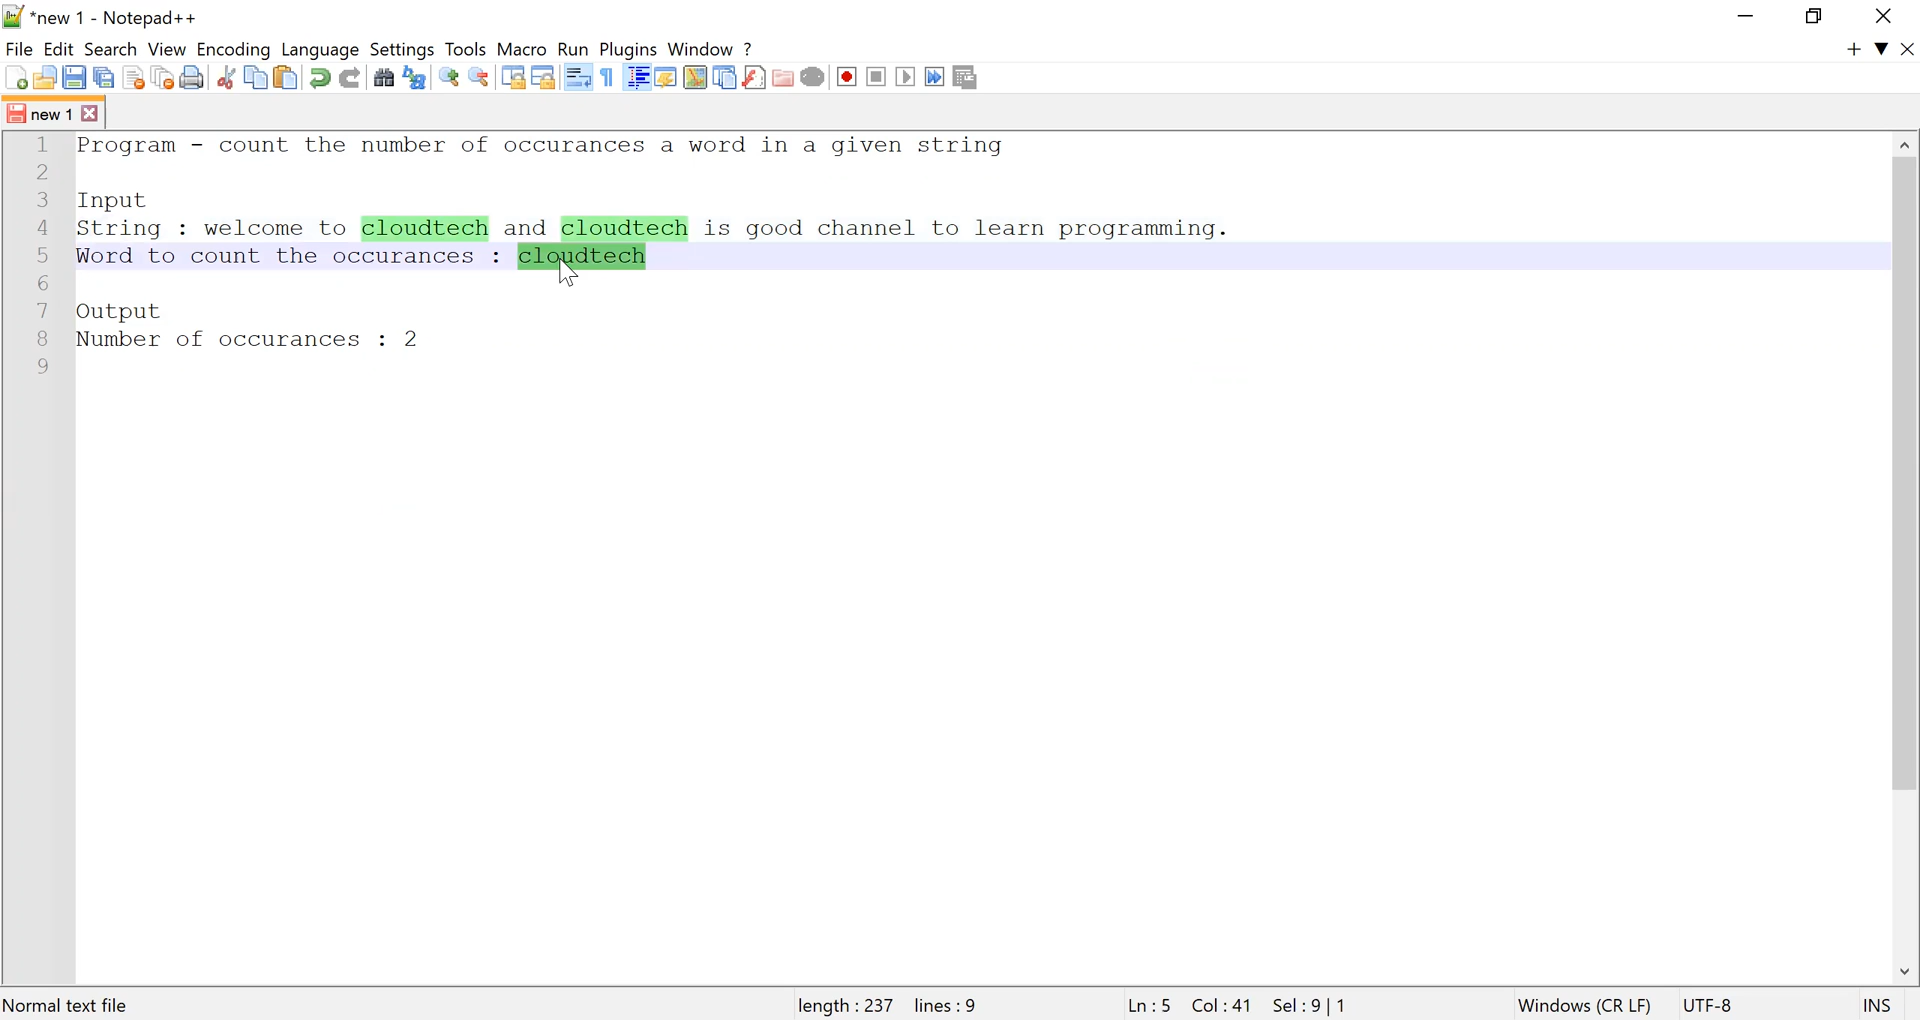 *new 1 - Notepad++
File Edit Search View Encoding Language Settings Tools Macro Run Plugins Window ?
new 1
1 Program - count the number of occurances a word in a given string
2
3 Input
4 String : welcome to cloudtech and cloudtech is good channel to learn programming.
5 Word to count the occurances : cloudtech
6
7 Output
8 Number of occurances : 2
9
Normal text file length : 237 lines : 9 Ln : 5 Col : 41 Sel : 9 | 1 Windows (CR LF) UTF-8 INS